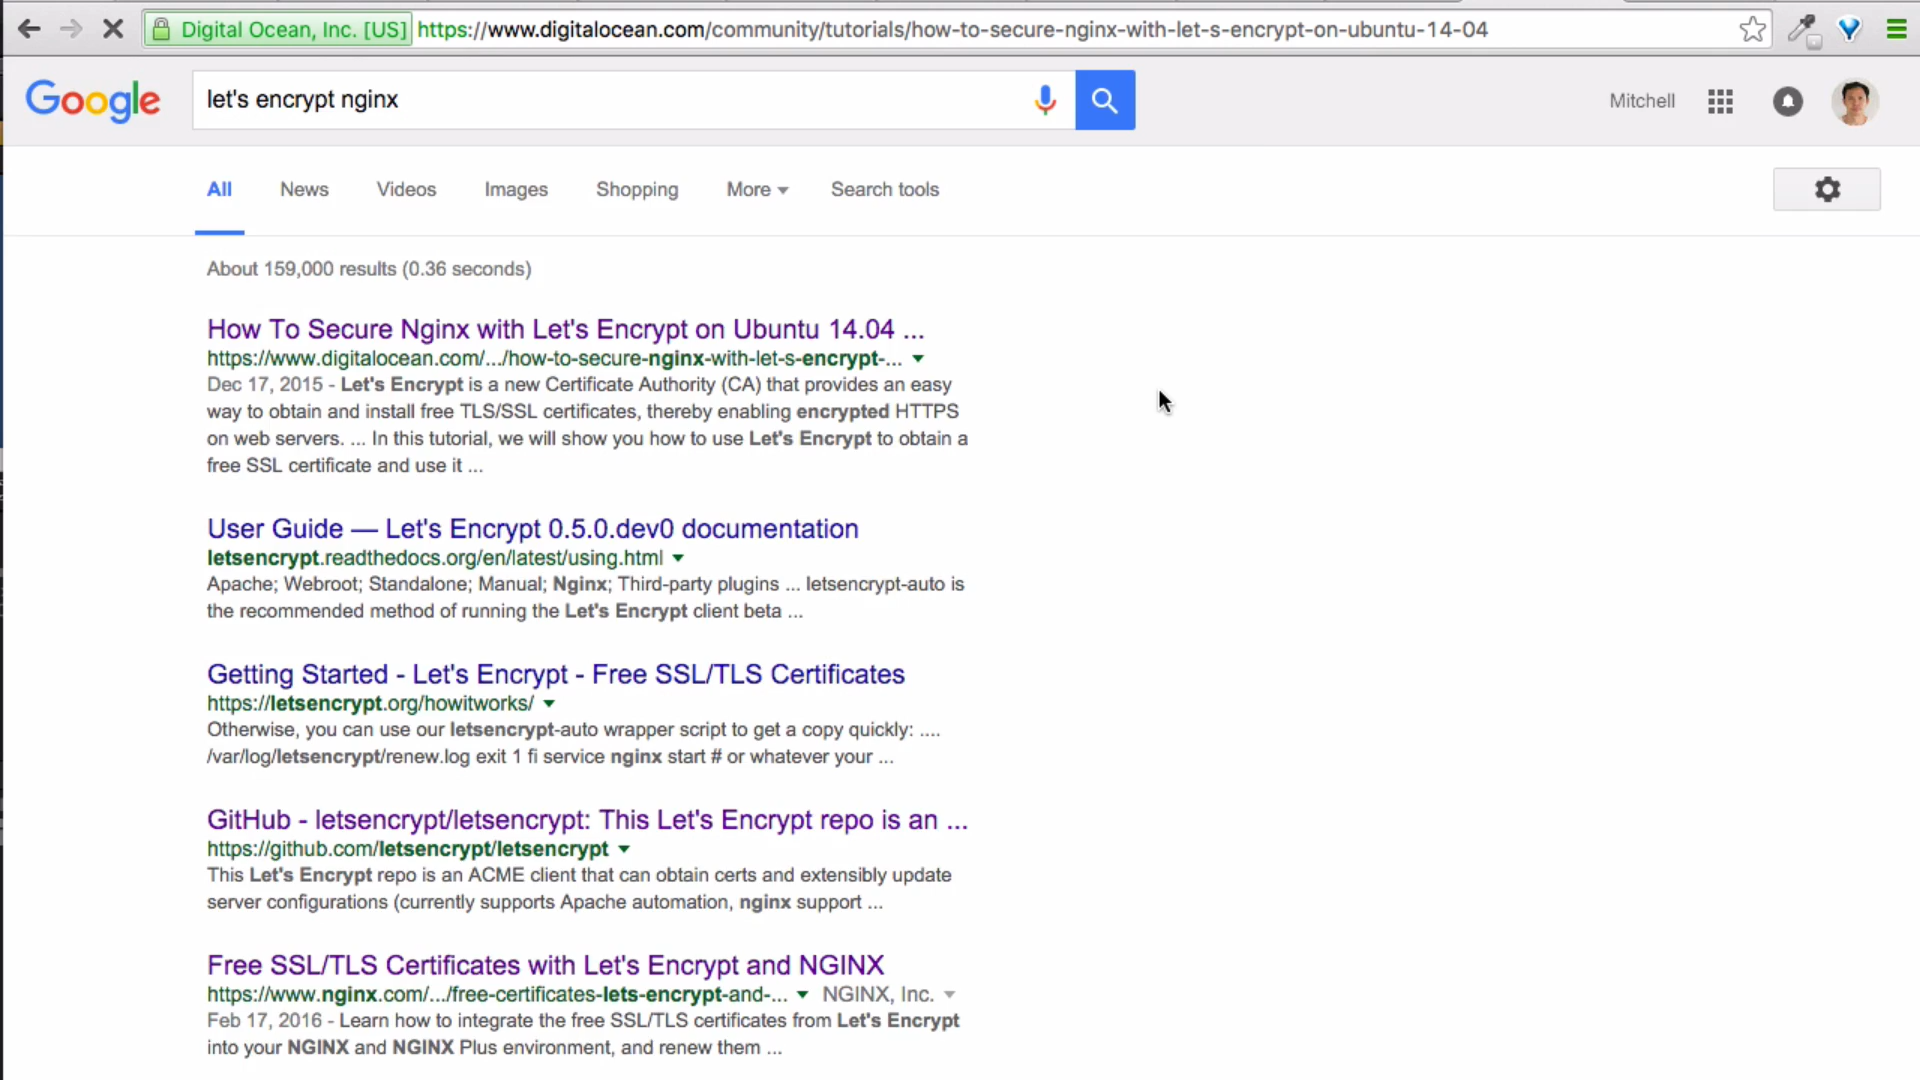 Digital Ocean, Inc. [US] https://www.digitalocean.com/community/tutorials/how-to-secure-nginx-with-let-s-encrypt-on-ubuntu-14-04
Google
let's encrypt nginx
Mitchell
All News Videos Images Shopping More Search tools
About 159,000 results (0.36 seconds)
How To Secure Nginx with Let's Encrypt on Ubuntu 14.04 ...
https://www.digitalocean.com/.../how-to-secure-nginx-with-let-s-encrypt-...
Dec 17, 2015 - Let's Encrypt is a new Certificate Authority (CA) that provides an easy
way to obtain and install free TLS/SSL certificates, thereby enabling encrypted HTTPS
on web servers. ... In this tutorial, we will show you how to use Let's Encrypt to obtain a
free SSL certificate and use it ...
User Guide — Let's Encrypt 0.5.0.dev0 documentation
letsencrypt.readthedocs.org/en/latest/using.html
Apache; Webroot; Standalone; Manual; Nginx; Third-party plugins ... letsencrypt-auto is
the recommended method of running the Let's Encrypt client beta ...
Getting Started - Let's Encrypt - Free SSL/TLS Certificates
https://letsencrypt.org/howitworks/
Otherwise, you can use our letsencrypt-auto wrapper script to get a copy quickly: ....
/var/log/letsencrypt/renew.log exit 1 fi service nginx start # or whatever your ...
GitHub - letsencrypt/letsencrypt: This Let's Encrypt repo is an ...
https://github.com/letsencrypt/letsencrypt
This Let's Encrypt repo is an ACME client that can obtain certs and extensibly update
server configurations (currently supports Apache automation, nginx support ...
Free SSL/TLS Certificates with Let's Encrypt and NGINX
https://www.nginx.com/.../free-certificates-lets-encrypt-and-... NGINX, Inc.
Feb 17, 2016 - Learn how to integrate the free SSL/TLS certificates from Let's Encrypt
into your NGINX and NGINX Plus environment, and renew them ...